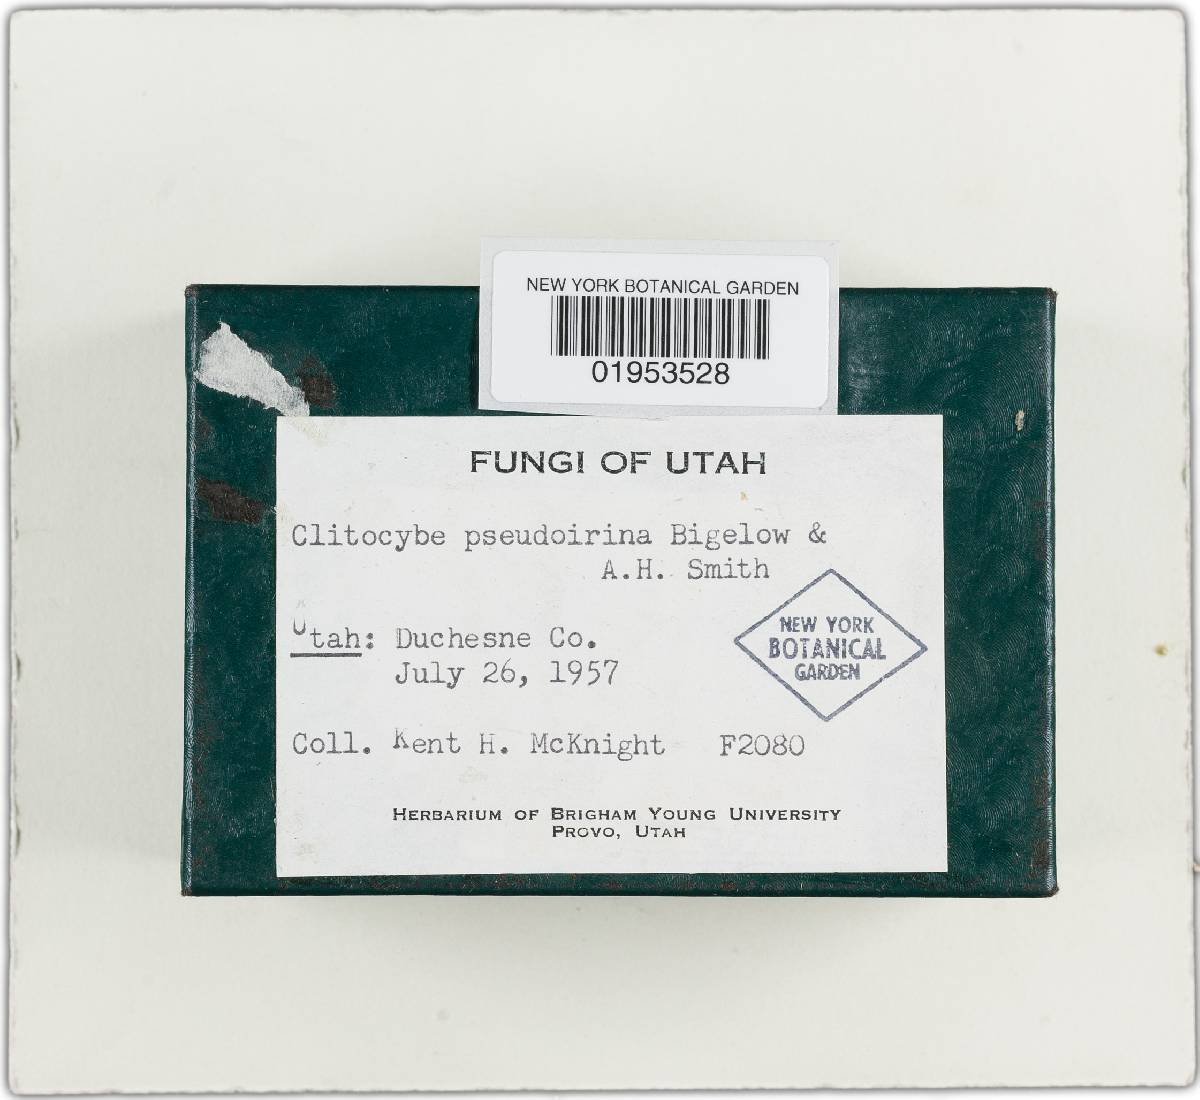 NEW YORK BOTANICAL GARDEN
01953528
FUNGI OF UTAH
Clitocybe pseudoirina Bigelow &
A.H. Smith
Utah: Duchesne Co.
July 26, 1957
NEW YORK
BOTANICAL
GARDEN
Coll. Kent H. McKnight F2080
HERBARIUM OF BRIGHAM YOUNG UNIVERSITY
PROVO, UTAH